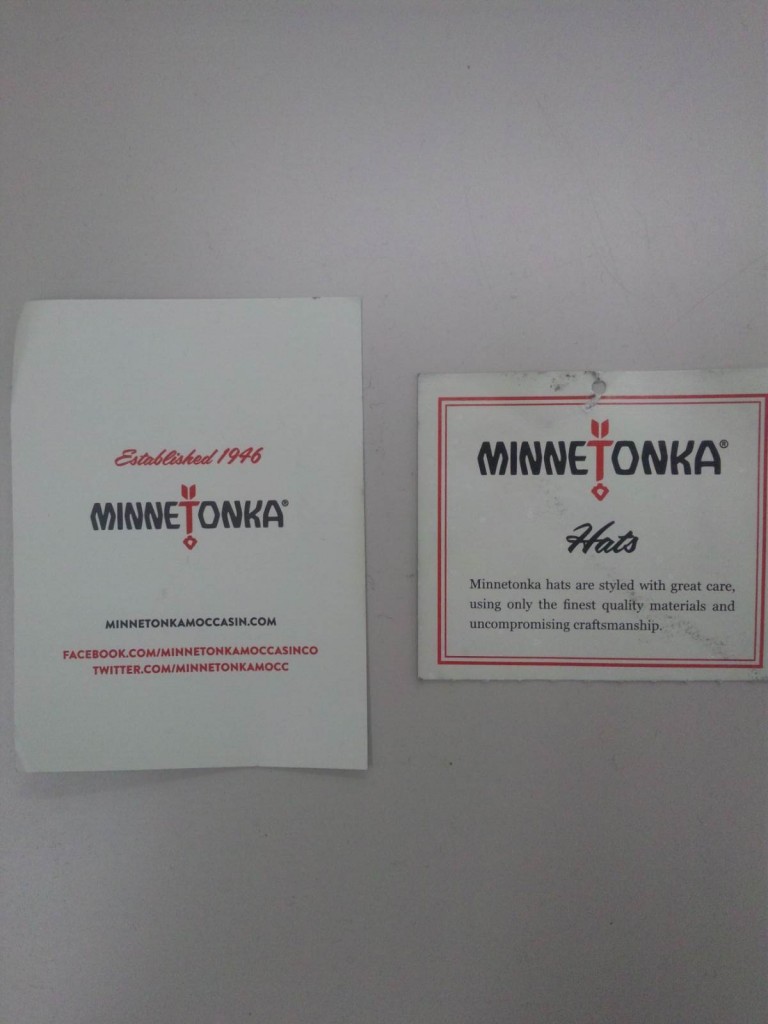 Established 1946
MINNETONKA®
MINNETONKAMOCCASIN.COM
FACEBOOK.COM/MINNETONKAMOCCASINCO
TWITTER.COM/MINNETONKAMOCC
MINNETONKA®
Hats
Minnetonka hats are styled with great care,
using only the finest quality materials and
uncompromising craftsmanship.